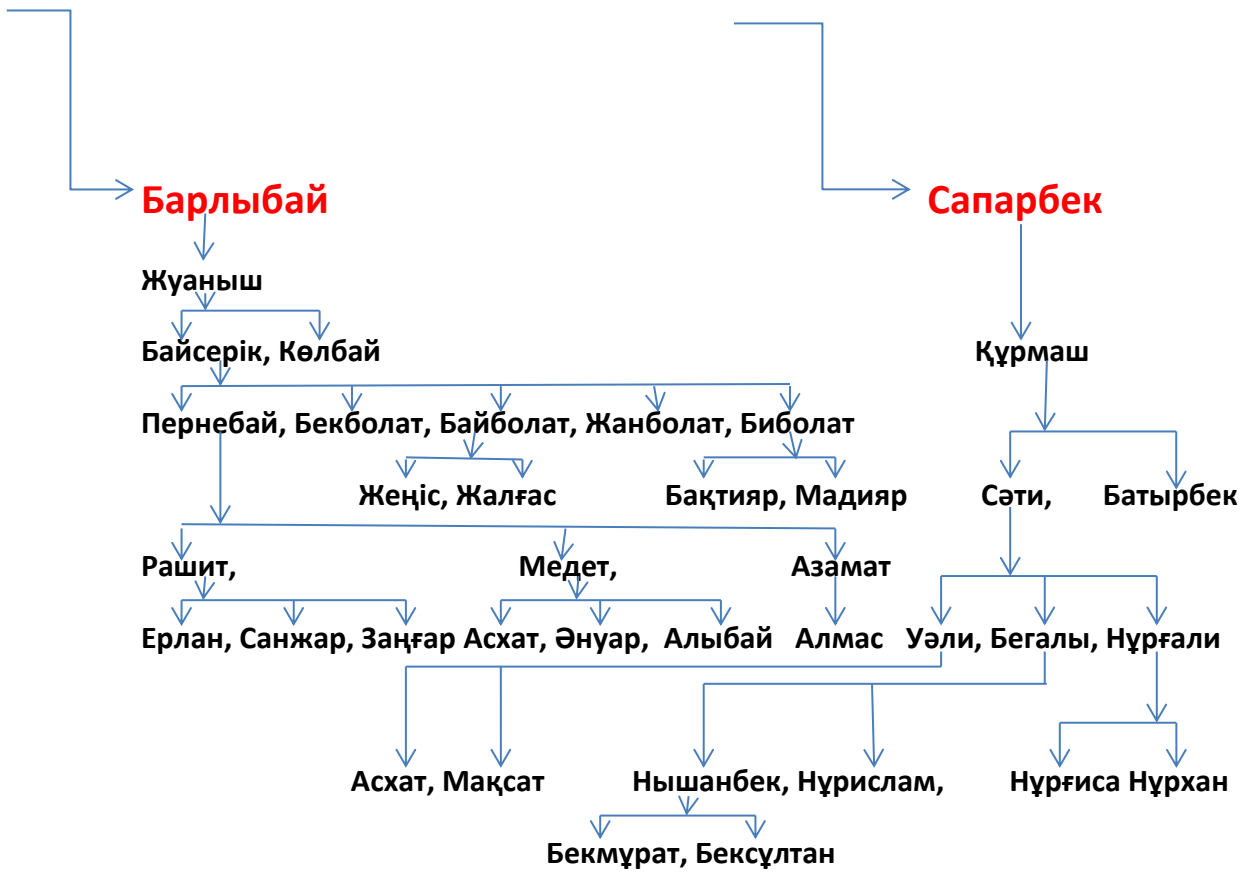 Барлыбай Сапарбек
Жуаныш
Байсерік, Көлбай Құрмаш
Пернебай, Бекболат, Байболат, Жанболат, Биболат
Жеңіс, Жалғас Бақтияр, Мадияр Сәти, Батырбек
Рашит, Медет, Азамат
Ерлан, Санжар, Заңғар Асхат, Әнуар, Алыбай Алмас Уәли, Бегалы, Нұрғали
Асхат, Мақсат Нышанбек, Нұрислам, Нұрғиса Нұрхан
Бекмұрат, Бексұлтан